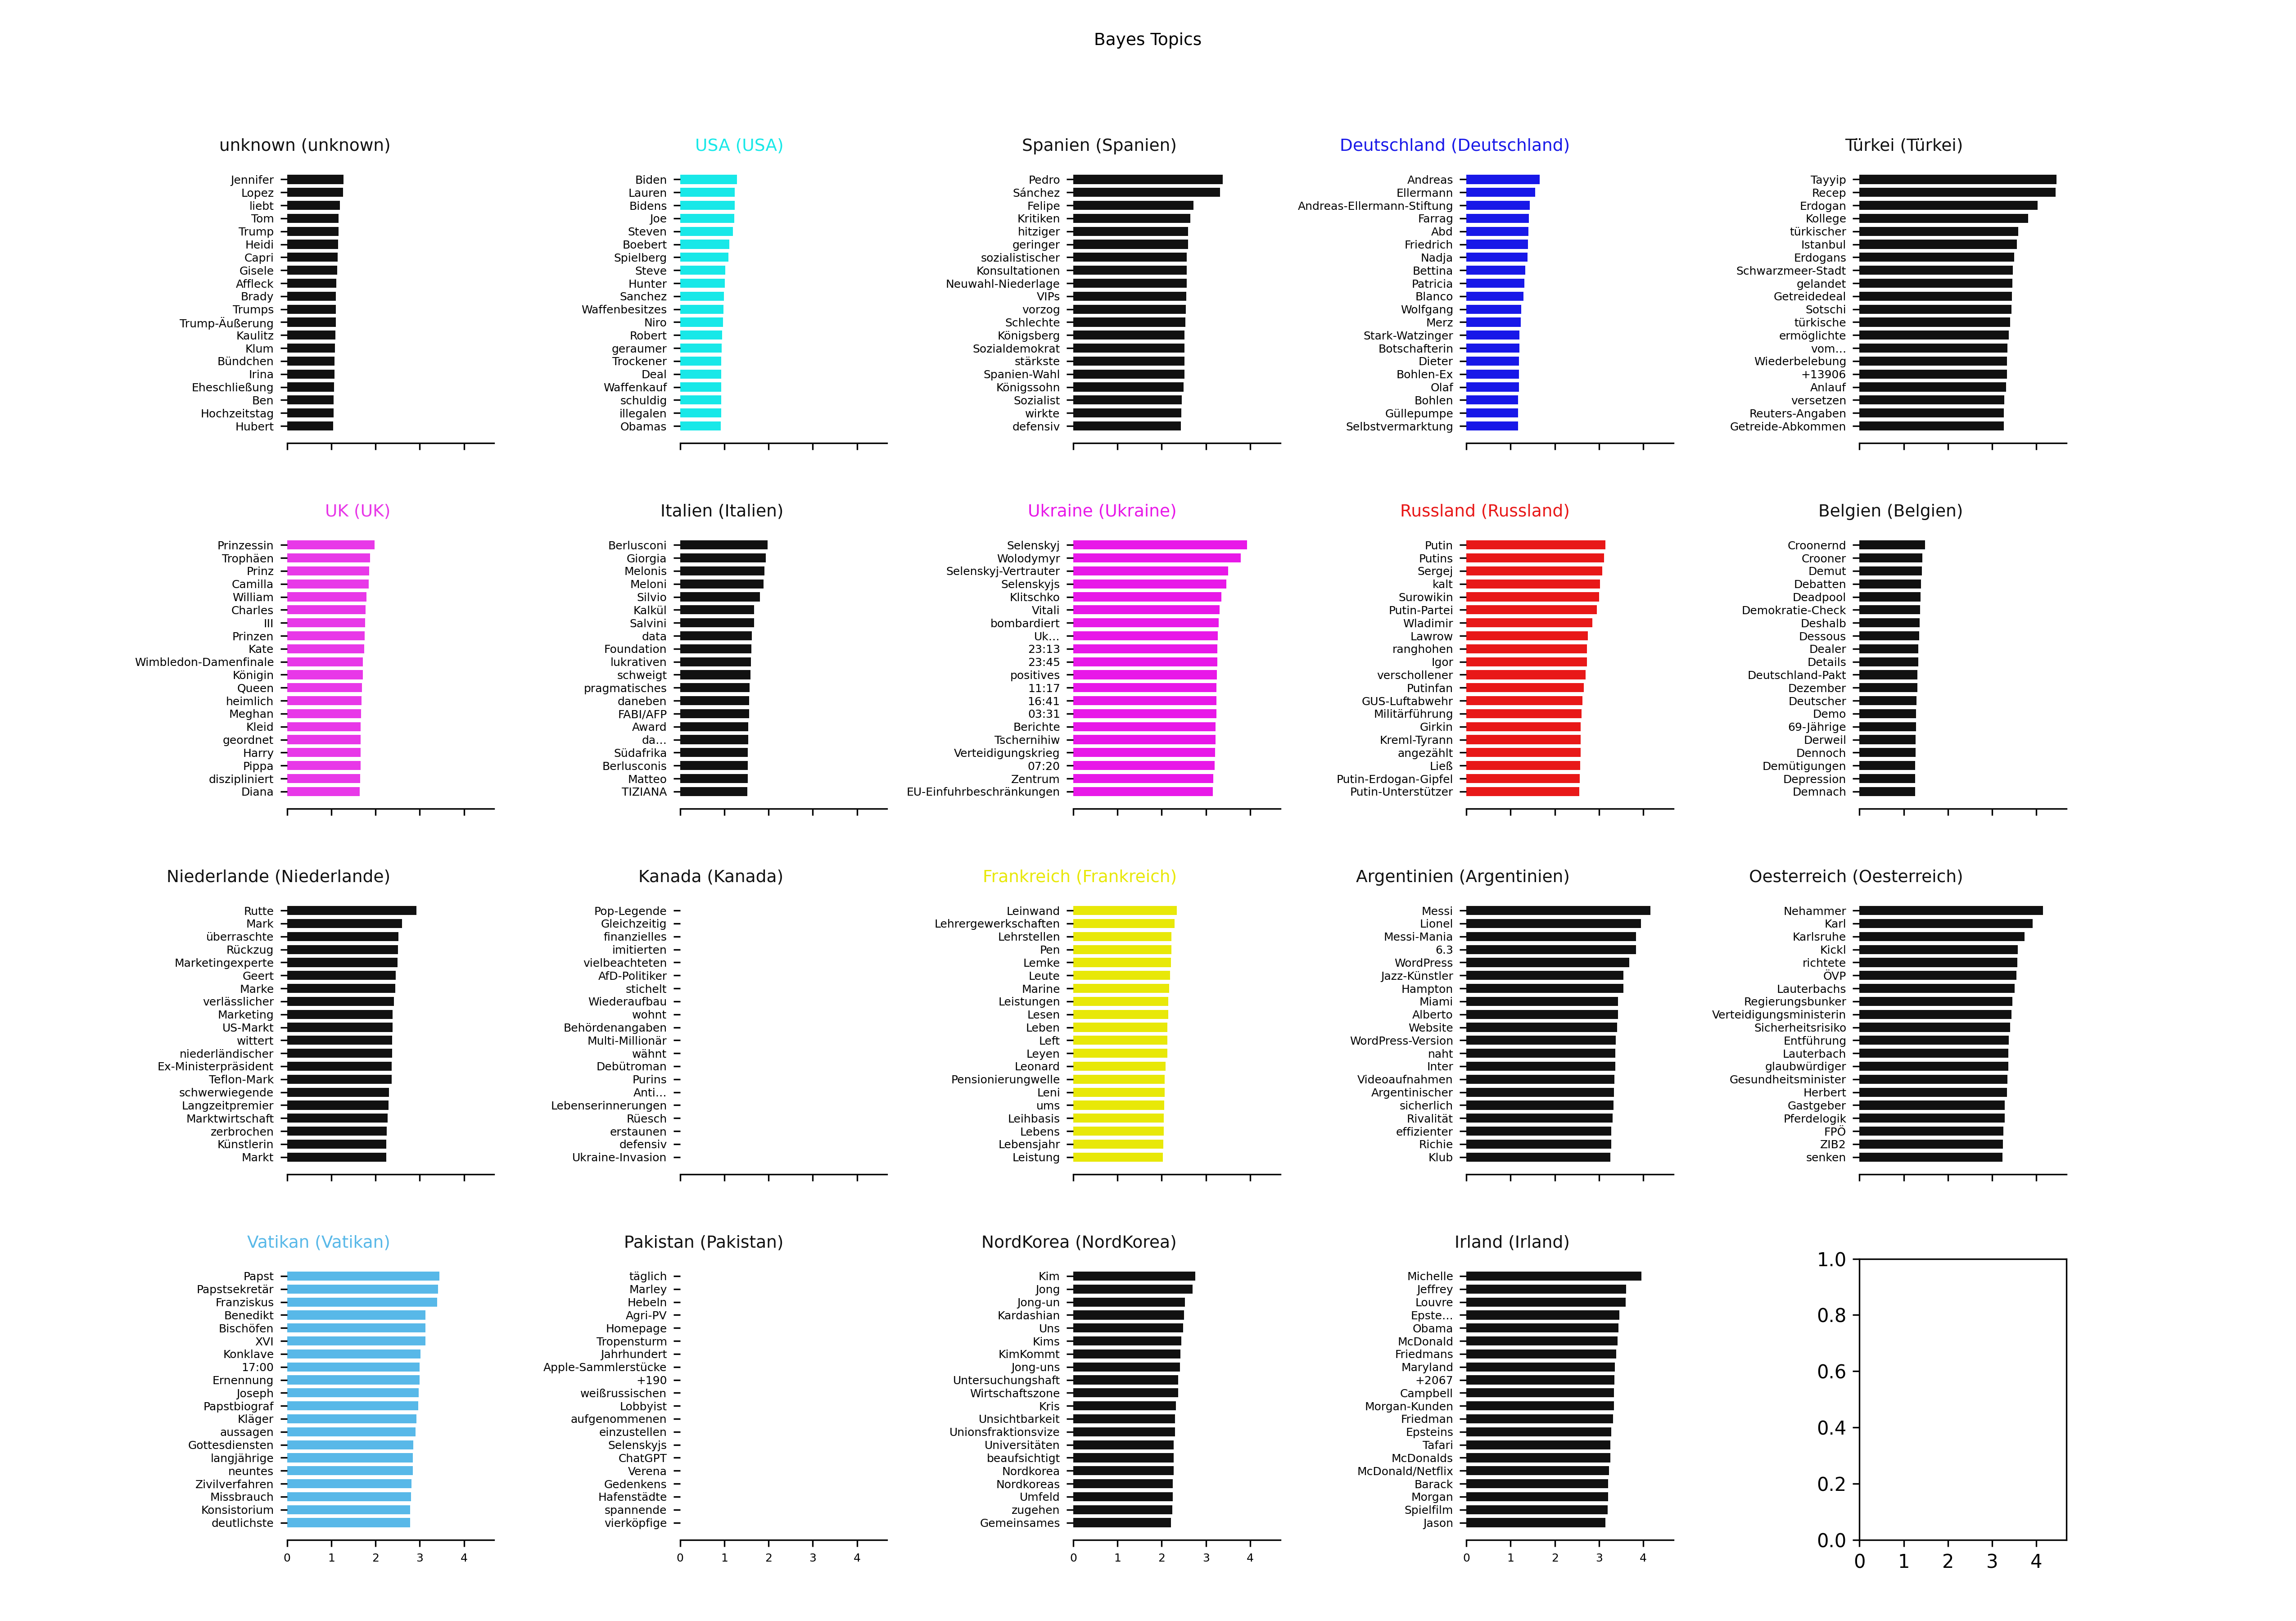 Bayes Topics
unknown (unknown)
Jennifer
Lopez
liebt
Tom
Trump
Heidi
Capri
Gisele
Affleck
Brady
Trumps
Trump-Äußerung
Kaulitz
Klum
Bündchen
Irina
Eheschließung
Ben
Hochzeitstag
Hubert
USA (USA)
Biden
Lauren
Bidens
Joe
Steven
Boebert
Spielberg
Steve
Hunter
Sanchez
Waffenbesitzes
Niro
Robert
geraumer
Trockener
Deal
Waffenkauf
schuldig
illegalen
Obamas
Spanien (Spanien)
Pedro
Sánchez
Felipe
Kritiken
hitziger
geringer
sozialistischer
Konsultationen
Neuwahl-Niederlage
VIPs
vorzog
Schlechte
Königsberg
Sozialdemokrat
stärkste
Spanien-Wahl
Königssohn
Sozialist
wirkte
defensiv
Deutschland (Deutschland)
Andreas
Ellermann
Andreas-Ellermann-Stiftung
Farrag
Abd
Friedrich
Nadja
Bettina
Patricia
Blanco
Wolfgang
Merz
Stark-Watzinger
Botschafterin
Dieter
Bohlen-Ex
Olaf
Bohlen
Güllepumpe
Selbstvermarktung
Türkei (Türkei)
Tayyip
Recep
Erdogan
Kollege
türkischer
Istanbul
Erdogans
Schwarzmeer-Stadt
gelandet
Getreidedeal
Sotschi
türkische
ermöglichte
vom…
Wiederbelebung
+13906
Anlauf
versetzen
Reuters-Angaben
Getreide-Abkommen
UK (UK)
Prinzessin
Trophäen
Prinz
Camilla
William
Charles
III
Prinzen
Kate
Wimbledon-Damenfinale
Königin
Queen
heimlich
Meghan
Kleid
geordnet
Harry
Pippa
diszipliniert
Diana
Italien (Italien)
Berlusconi
Giorgia
Melonis
Meloni
Silvio
Kalkül
Salvini
data
Foundation
lukrativen
schweigt
pragmatisches
daneben
FABI/AFP
Award
da…
Südafrika
Berlusconis
Matteo
TIZIANA
Ukraine (Ukraine)
Selenskyj
Wolodymyr
Selenskyj-Vertrauter
Selenskyjs
Klitschko
Vitali
bombardiert
Uk…
23:13
23:45
positives
11:17
16:41
03:31
Berichte
Tschernihiw
Verteidigungskrieg
07:20
Zentrum
EU-Einfuhrbeschränkungen
Russland (Russland)
Putin
Putins
Sergej
kalt
Surowikin
Putin-Partei
Wladimir
Lawrow
ranghohen
Igor
verschollener
Putinfan
GUS-Luftabwehr
Militärführung
Girkin
Kreml-Tyrann
angezählt
Ließ
Putin-Erdogan-Gipfel
Putin-Unterstützer
Belgien (Belgien)
Croonernd
Crooner
Demut
Debatten
Deadpool
Demokratie-Check
Deshalb
Dessous
Dealer
Details
Deutschland-Pakt
Dezember
Deutscher
Demo
69-Jährige
Derweil
Dennoch
Demütigungen
Depression
Demnach
Niederlande (Niederlande)
Rutte
Mark
überraschte
Rückzug
Marketingexperte
Geert
Marke
verlässlicher
Marketing
US-Markt
wittert
niederländischer
Ex-Ministerpräsident
Teflon-Mark
schwerwiegende
Langzeitpremier
Marktwirtschaft
zerbrochen
Künstlerin
Markt
Kanada (Kanada)
Pop-Legende
Gleichzeitig
finanzielles
imitierten
vielbeachteten
AfD-Politiker
stichelt
Wiederaufbau
wohnt
Behördenangaben
Multi-Millionär
wähnt
Debütroman
Purins
Anti…
Lebenserinnerungen
Rüesch
erstaunen
defensiv
Ukraine-Invasion
Frankreich (Frankreich)
Leinwand
Lehrergewerkschaften
Lehrstellen
Pen
Lemke
Leute
Marine
Leistungen
Lesen
Leben
Left
Leyen
Leonard
Pensionierungwelle
Leni
ums
Leihbasis
Lebens
Lebensjahr
Leistung
Argentinien (Argentinien)
Messi
Lionel
Messi-Mania
6.3
WordPress
Jazz-Künstler
Hampton
Miami
Alberto
Website
WordPress-Version
naht
Inter
Videoaufnahmen
Argentinischer
sicherlich
Rivalität
effizienter
Richie
Klub
Oesterreich (Oesterreich)
Nehammer
Karl
Karlsruhe
Kickl
richtete
ÖVP
Lauterbachs
Regierungsbunker
Verteidigungsministerin
Sicherheitsrisiko
Entführung
Lauterbach
glaubwürdiger
Gesundheitsminister
Herbert
Gastgeber
Pferdelogik
FPÖ
ZIB2
senken
Vatikan (Vatikan)
Papst
Papstsekretär
Franziskus
Benedikt
Bischöfen
XVI
Konklave
17:00
Ernennung
Joseph
Papstbiograf
Kläger
aussagen
Gottesdiensten
langjährige
neuntes
Zivilverfahren
Missbrauch
Konsistorium
deutlichste
0 1 2 3 4
Pakistan (Pakistan)
täglich
Marley
Hebeln
Agri-PV
Homepage
Tropensturm
Jahrhundert
Apple-Sammlerstücke
+190
weißrussischen
Lobbyist
aufgenommenen
einzustellen
Selenskyjs
ChatGPT
Verena
Gedenkens
Hafenstädte
spannende
vierköpfige
0 1 2 3 4
NordKorea (NordKorea)
Kim
Jong
Jong-un
Kardashian
Uns
Kims
KimKommt
Jong-uns
Untersuchungshaft
Wirtschaftszone
Kris
Unsichtbarkeit
Unionsfraktionsvize
Universitäten
beaufsichtigt
Nordkorea
Nordkoreas
Umfeld
zugehen
Gemeinsames
0 1 2 3 4
Irland (Irland)
Michelle
Jeffrey
Louvre
Epste…
Obama
McDonald
Friedmans
Maryland
+2067
Campbell
Morgan-Kunden
Friedman
Epsteins
Tafari
McDonalds
McDonald/Netflix
Barack
Morgan
Spielfilm
Jason
0 1 2 3 4
1.0
0.8
0.6
0.4
0.2
0.0
0 1 2 3 4